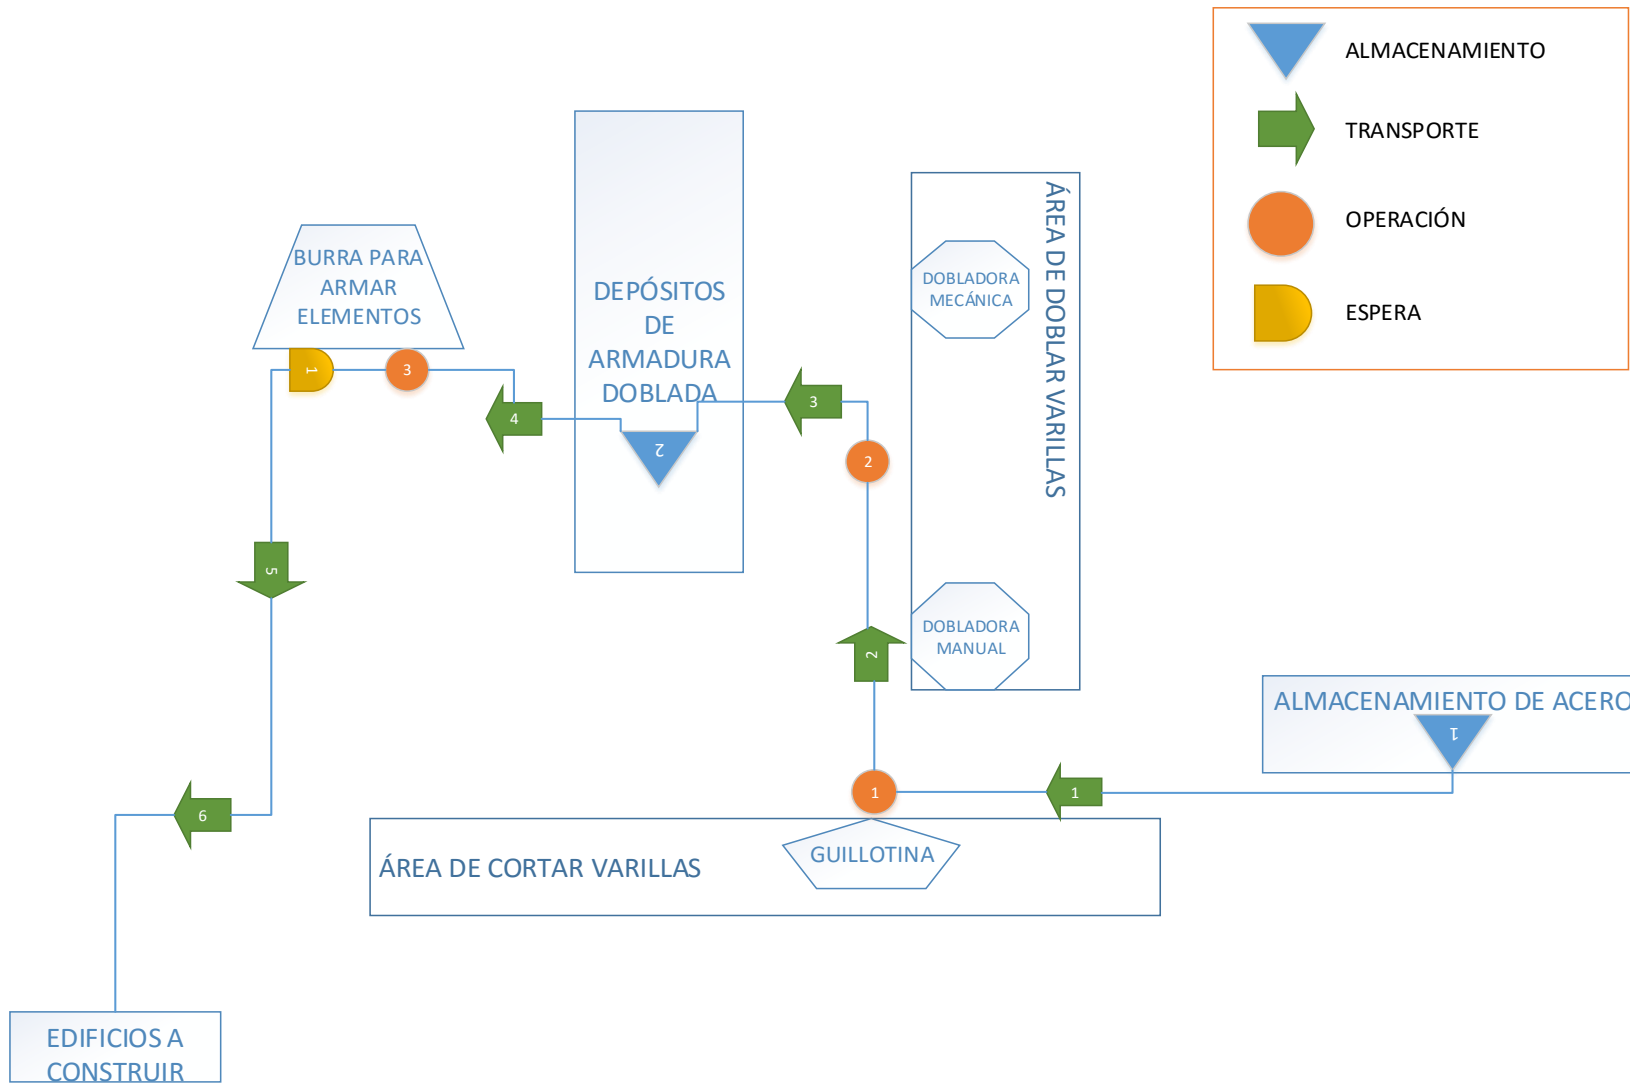 ALMACENAMIENTO
TRANSPORTE
OPERACIÓN
ESPERA
BURRA PARA
ARMAR
ELEMENTOS
DEPÓSITOS
DE
ARMADURA
DOBLADA
ÁREA DE DOBLAR VARILLAS
DOBLADORA
MECÁNICA
1
3
4
3
2
2
5
DOBLADORA
MANUAL
2
ALMACENAMIENTO DE ACERO
1
1
1
6
ÁREA DE CORTAR VARILLAS
GUILLOTINA
EDIFICIOS A
CONSTRUIR